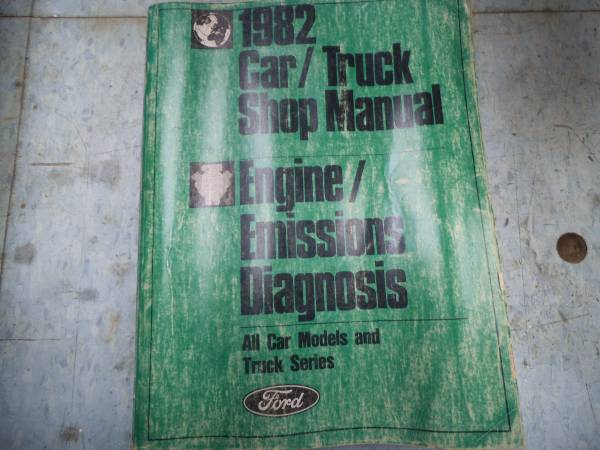 1982
Car/Truck
Shop Manual
Engine/
Emissions
Diagnosis
All Car Models and
Truck Series
Ford